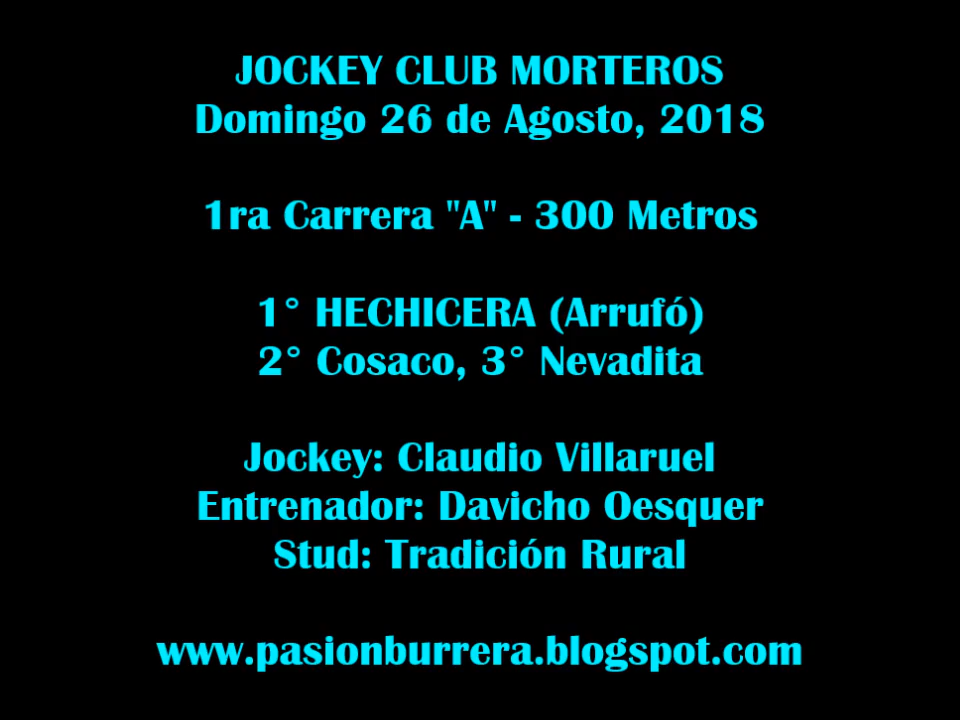 JOCKEY CLUB MORTEROS
Domingo 26 de Agosto, 2018
1ra Carrera "A" - 300 Metros
1° HECHICERA (Arrufó)
2° Cosaco, 3° Nevadita
Jockey: Claudio Villaruel
Entrenador: Davicho Oesquer
Stud: Tradición Rural
www.pasionburrera.blogspot.com